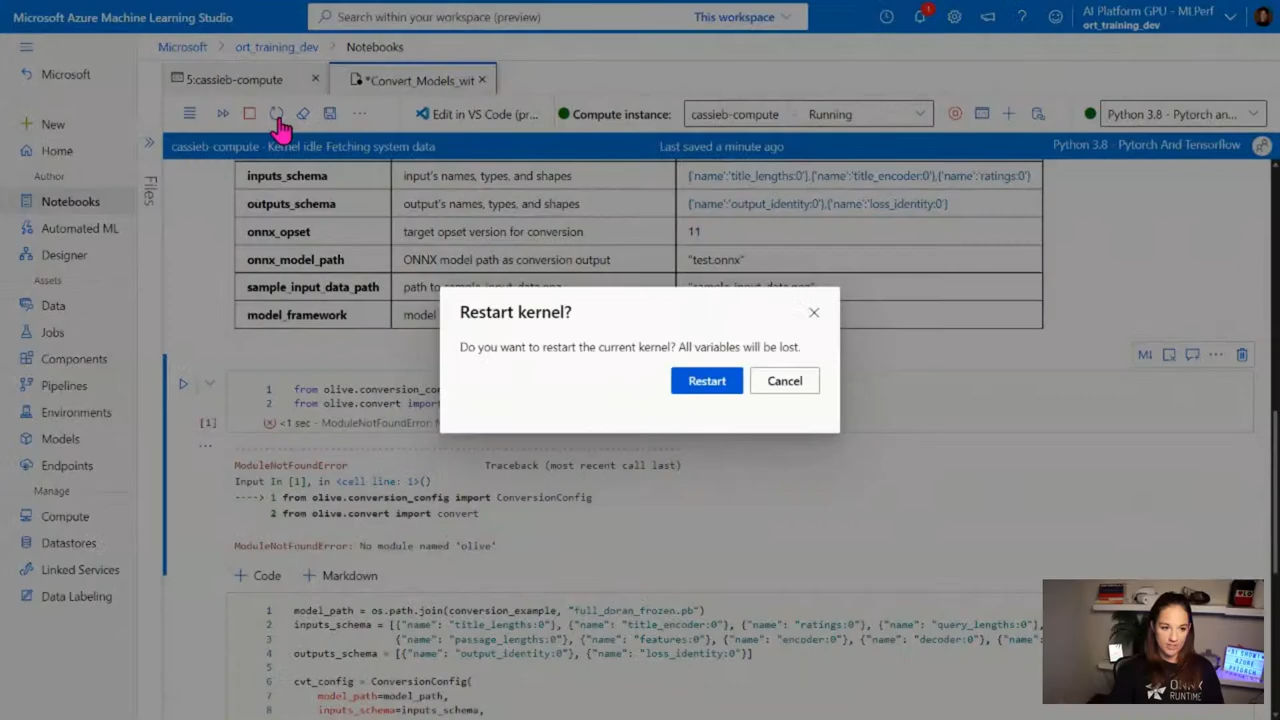 Microsoft Azure Machine Learning Studio
Search within your workspace (preview)
This workspace
1
AI Platform GPU - MLPerf
ort_training_dev
Microsoft > ort_training_dev > Notebooks
Microsoft
New
Home
Author
Notebooks
Automated ML
Designer
Assets
Data
Jobs
Components
Pipelines
Environments
Models
Endpoints
Manage
Compute
Datastores
Linked Services
Data Labeling
Files
5:cassieb-compute
*Convert_Models_wit
Edit in VS Code (pr...
Compute instance:
cassieb-compute - Running
Python 3.8 - Pytorch an...
cassieb-compute · Kernel idle Fetching system data
Last saved a minute ago
Python 3.8 - Pytorch And Tensorflow
inputs_schema input's names, types, and shapes {'name':'title_lengths:0'},{'name':'title_encoder:0'},{'name':'ratings:0'}
outputs_schema output's names, types, and shapes {'name':'output_identity:0'},{'name':'loss_identity:0'}
onnx_opset target opset version for conversion 11
onnx_model_path ONNX model path as conversion output "test.onnx"
sample_input_data_path
model_framework model
Restart kernel?
Do you want to restart the current kernel? All variables will be lost.
Restart
Cancel
M↓
1 from olive.conversion_co
2 from olive.convert impor
[1]
<1 sec - ModuleNotFoundError:
ModuleNotFoundError Traceback (most recent call last)
Input In [1], in <cell line: 1>()
----> 1 from olive.conversion_config import ConversionConfig
2 from olive.convert import convert
ModuleNotFoundError: No module named 'olive'
+ Code + Markdown
1 model_path = os.path.join(conversion_example, "full_doran_frozen.pb")
2 inputs_schema = [{"name": "title_lengths:0"}, {"name": "title_encoder:0"}, {"name": "ratings:0"}, {"name": "query_lengths:0"},
3 {"name": "passage_lengths:0"}, {"name": "features:0"}, {"name": "encoder:0"}, {"name": "decoder:0"}, {"name":
4 outputs_schema = [{"name": "output_identity:0"}, {"name": "loss_identity:0"}]
5
6 cvt_config = ConversionConfig(
7 model_path=model_path,
8 inputs_schema=inputs_schema,
AI SHOW!
AZURE
PYTORCH
ONNX
RUNTIME